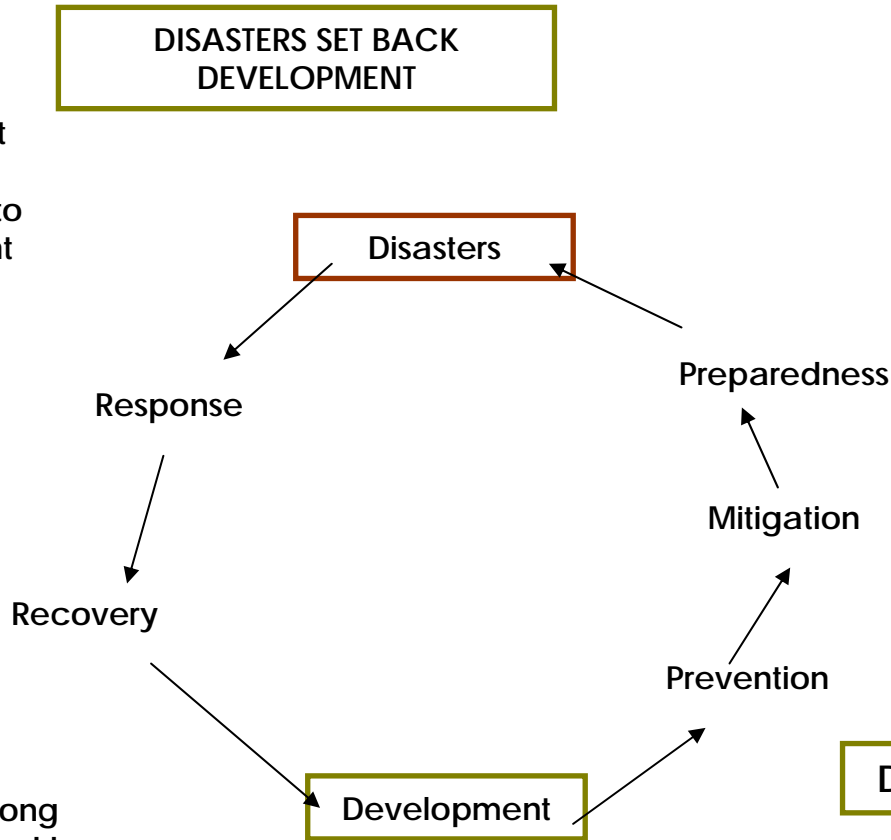 DISASTERS SET BACK
DEVELOPMENT
Disasters
Response
Recovery
Development
Prevention
Mitigation
Preparedness